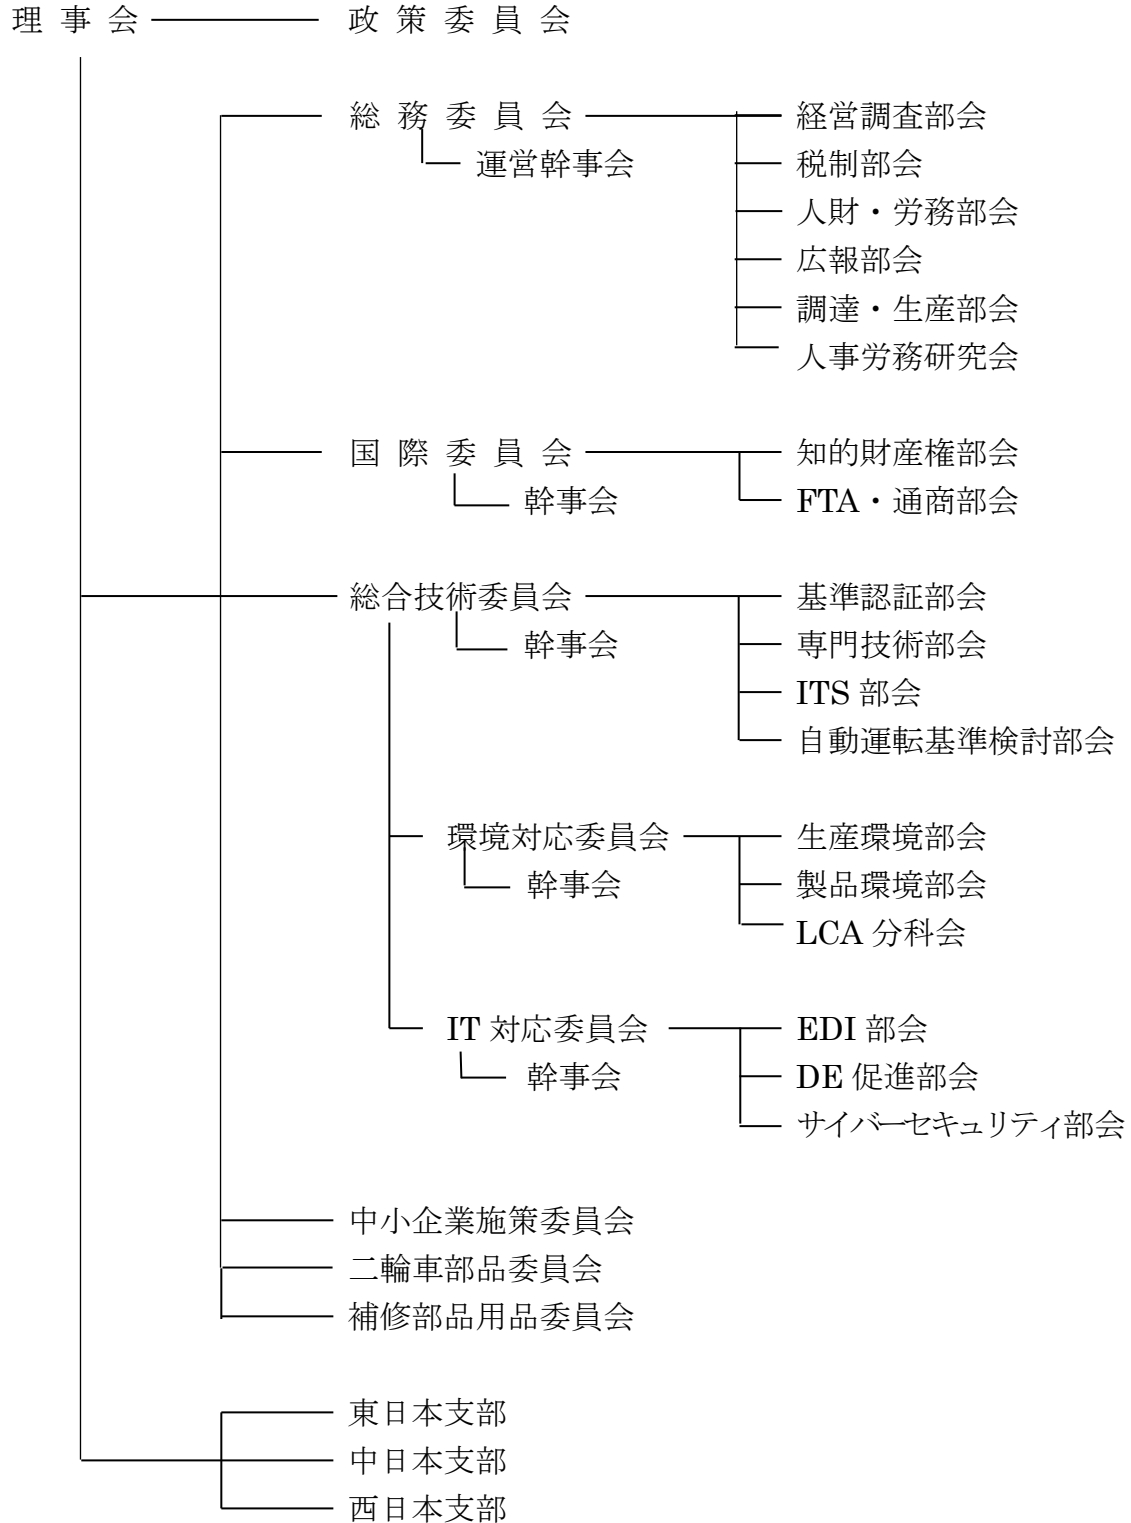 理事会 政策委員会
総務委員会 経営調査部会
運営幹事会 税制部会
人財・労務部会
広報部会
調達・生産部会
人事労務研究会
国際委員会 知的財産権部会
幹事会 FTA・通商部会
総合技術委員会 基準認証部会
幹事会 専門技術部会
ITS 部会
自動運転基準検討部会
環境対応委員会 生産環境部会
幹事会 製品環境部会
LCA 分科会
IT 対応委員会 EDI 部会
幹事会 DE 促進部会
サイバーセキュリティ部会
中小企業施策委員会
二輪車部品委員会
補修部品用品委員会
東日本支部
中日本支部
西日本支部